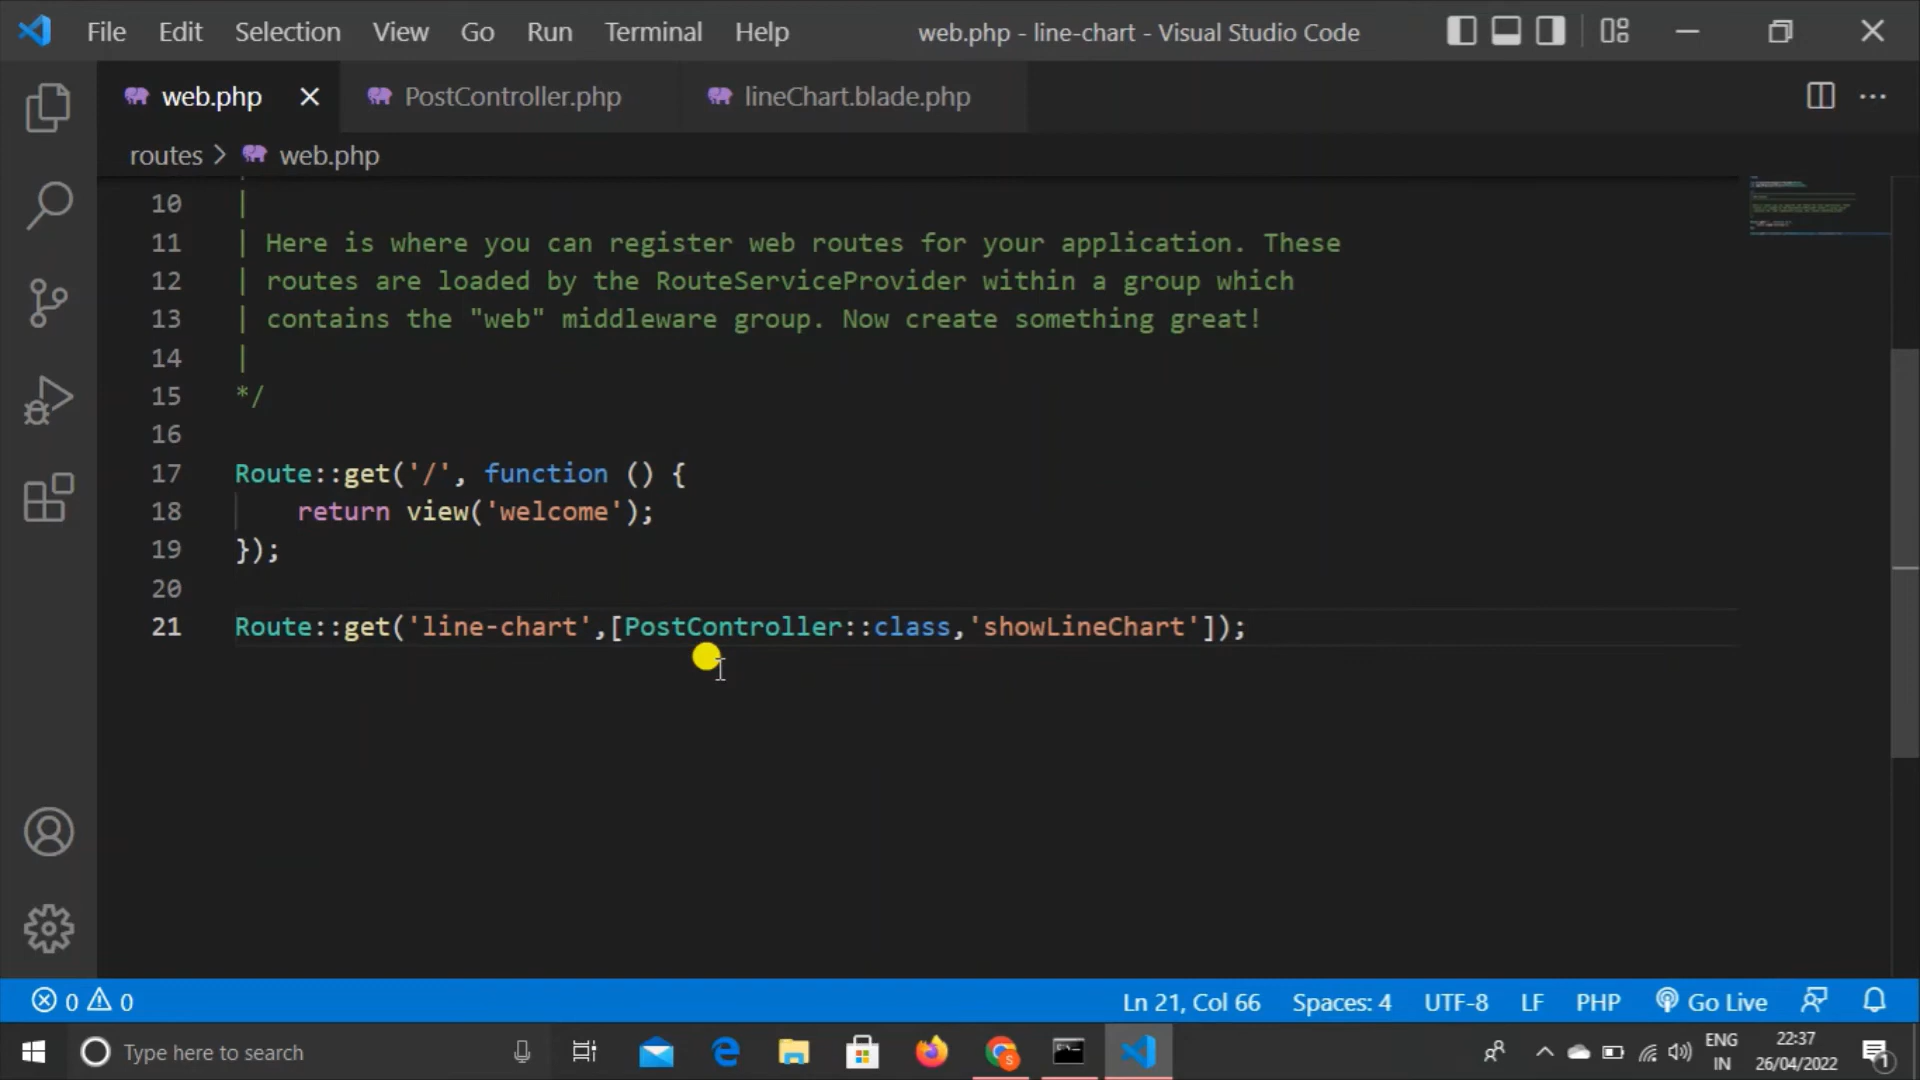 File Edit Selection View Go Run Terminal Help web.php - line-chart - Visual Studio Code
web.php PostController.php lineChart.blade.php
routes > web.php
10 |
11 | Here is where you can register web routes for your application. These
12 | routes are loaded by the RouteServiceProvider within a group which
13 | contains the "web" middleware group. Now create something great!
14 |
15 */
16
17 Route::get('/', function () {
18 return view('welcome');
19 });
20
21 Route::get('line-chart',[PostController::class,'showLineChart']);
0 0 Ln 21, Col 66 Spaces: 4 UTF-8 LF PHP Go Live
Type here to search
ENG
IN
22:37
26/04/2022
1